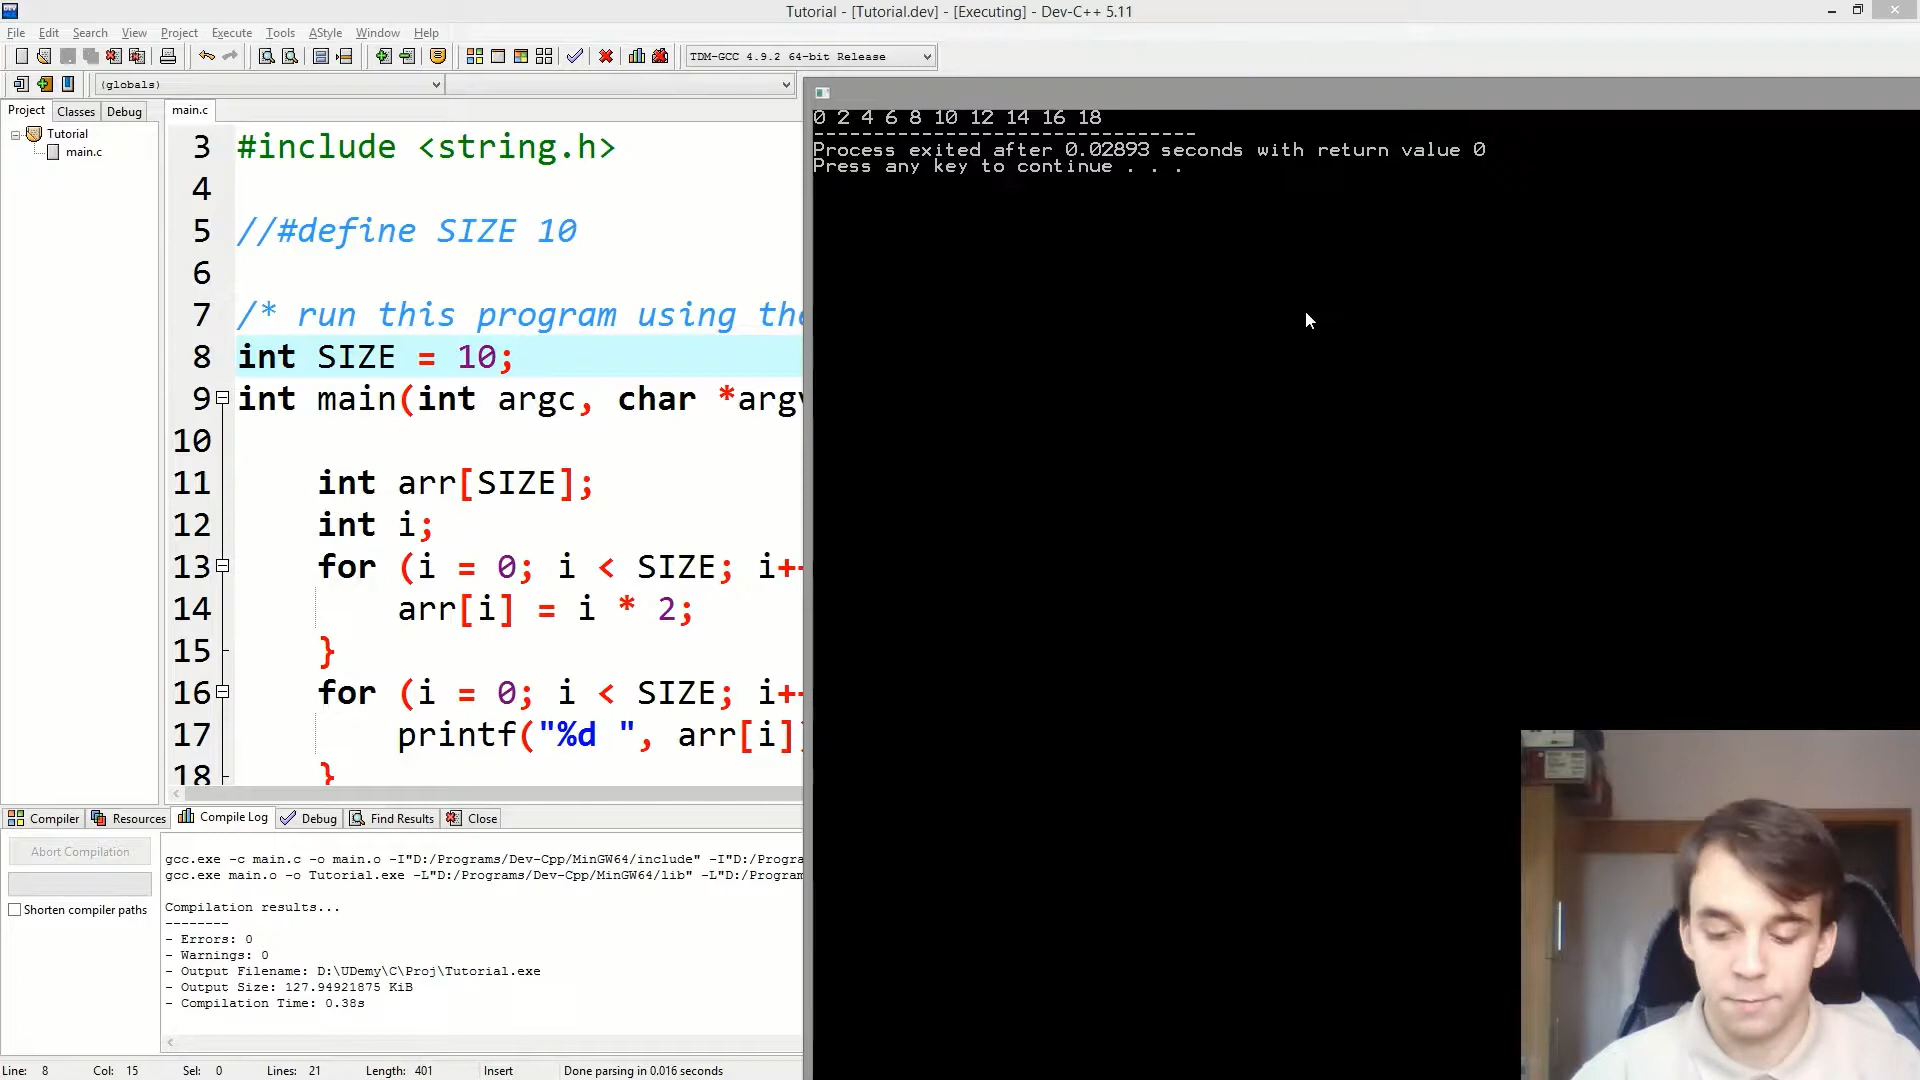 Tutorial - [Tutorial.dev] - [Executing] - Dev-C++ 5.11
File Edit Search View Project Execute Tools AStyle Window Help
TDM-GCC 4.9.2 64-bit Release
(globals)
Project Classes Debug
main.c
Tutorial
main.c
3 #include <string.h>
4
5 //#define SIZE 10
6
7 /* run this program using the
8 int SIZE = 10;
9 int main(int argc, char *argv
10
11 int arr[SIZE];
12 int i;
13 for (i = 0; i < SIZE; i++
14 arr[i] = i * 2;
15 }
16 for (i = 0; i < SIZE; i++
17 printf("%d ", arr[i])
18 }
0 2 4 6 8 10 12 14 16 18
--------------------------------
Process exited after 0.02893 seconds with return value 0
Press any key to continue . . .
Compiler Resources Compile Log Debug Find Results Close
Abort Compilation
Shorten compiler paths
gcc.exe -c main.c -o main.o -I"D:/Programs/Dev-Cpp/MinGW64/include" -I"D:/Progra
gcc.exe main.o -o Tutorial.exe -L"D:/Programs/Dev-Cpp/MinGW64/lib" -L"D:/Program
Compilation results...
--------
- Errors: 0
- Warnings: 0
- Output Filename: D:\UDemy\C\Proj\Tutorial.exe
- Output Size: 127.94921875 KiB
- Compilation Time: 0.38s
Line: 8 Col: 15 Sel: 0 Lines: 21 Length: 401 Insert Done parsing in 0.016 seconds